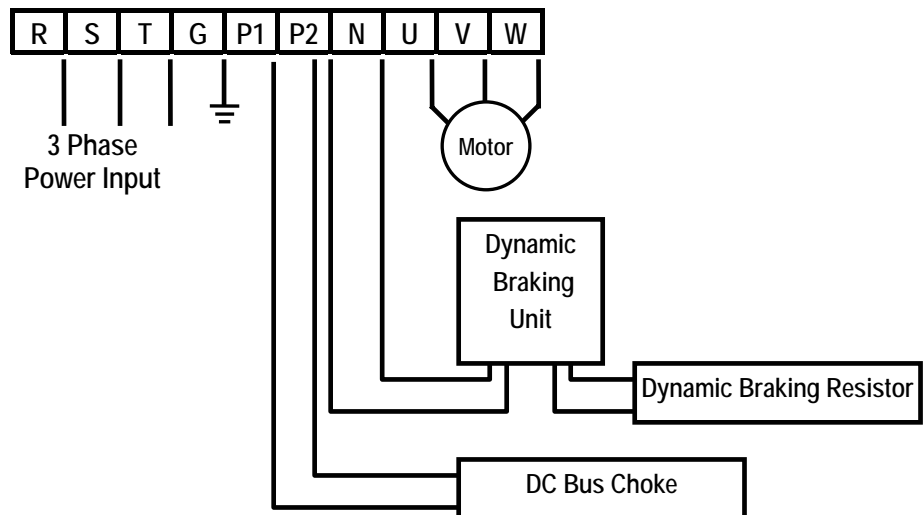 R S T G P1 P2 N U V W
3 Phase
Power Input
Motor
Dynamic
Braking
Unit
Dynamic Braking Resistor
DC Bus Choke